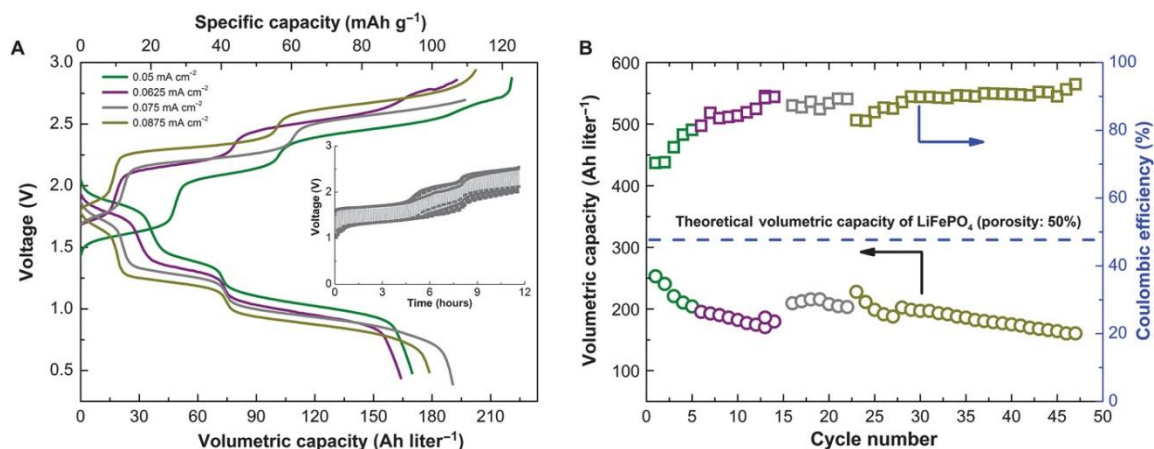 A
Specific capacity (mAh g⁻¹)
0 20 40 60 80 100 120
3.0
2.5
2.0
1.5
1.0
0.5
Voltage (V)
0.05 mA cm⁻²
0.0625 mA cm⁻²
0.075 mA cm⁻²
0.0875 mA cm⁻²
3
2
1
0
Voltage (V)
0 3 6 9 12
Time (hours)
0 30 60 90 120 150 180 210
Volumetric capacity (Ah liter⁻¹)
B
600
500
400
300
200
100
Volumetric capacity (Ah liter⁻¹)
Theoretical volumetric capacity of LiFePO₄ (porosity: 50%)
100
80
60
40
20
0
Coulombic efficiency (%)
0 5 10 15 20 25 30 35 40 45 50
Cycle number